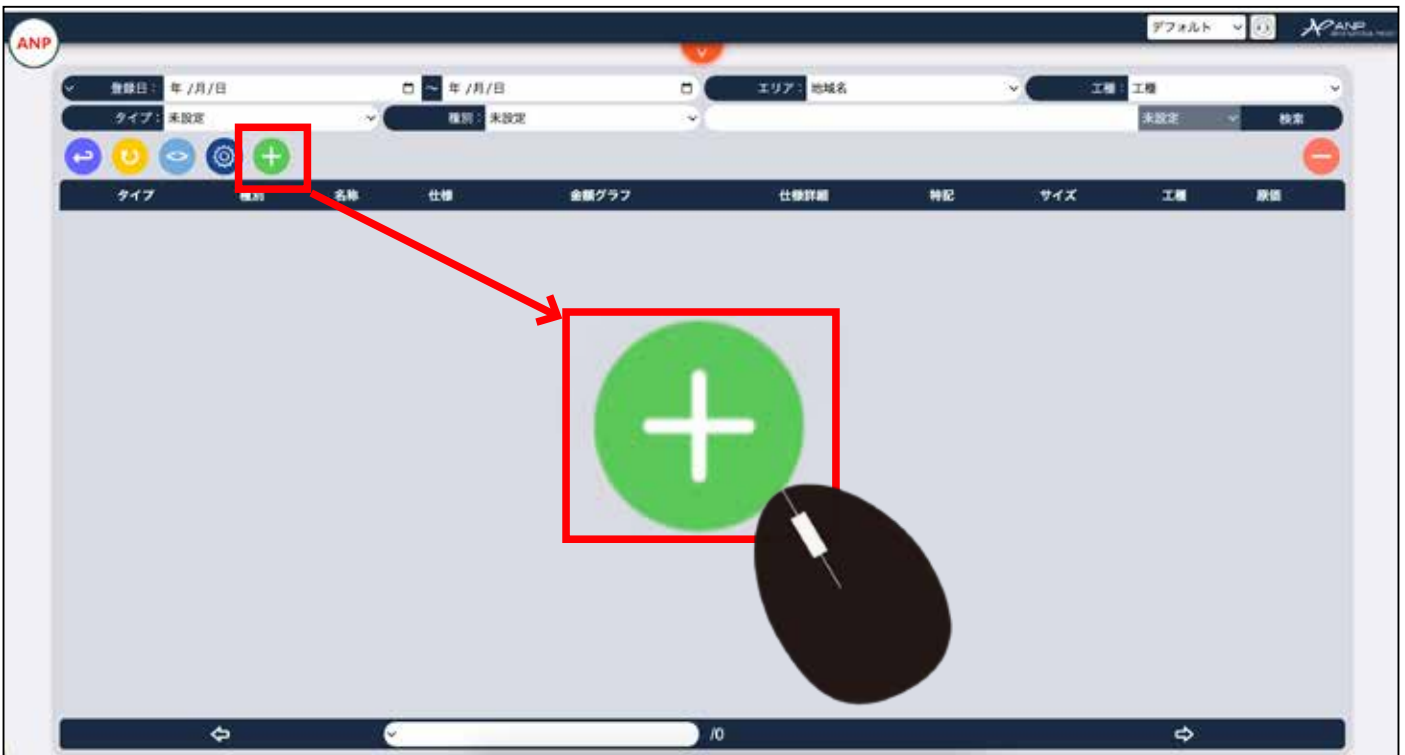 デフォルト
ANP
ANP
登録日： 年 /月/日 ～ 年 /月/日 エリア： 地域名 工種： 工種
タイプ： 未設定 種別： 未設定 未設定 検索
タイプ 種別 名称 仕様 金額グラフ 仕様詳細 特記 サイズ 工種 原価
/0